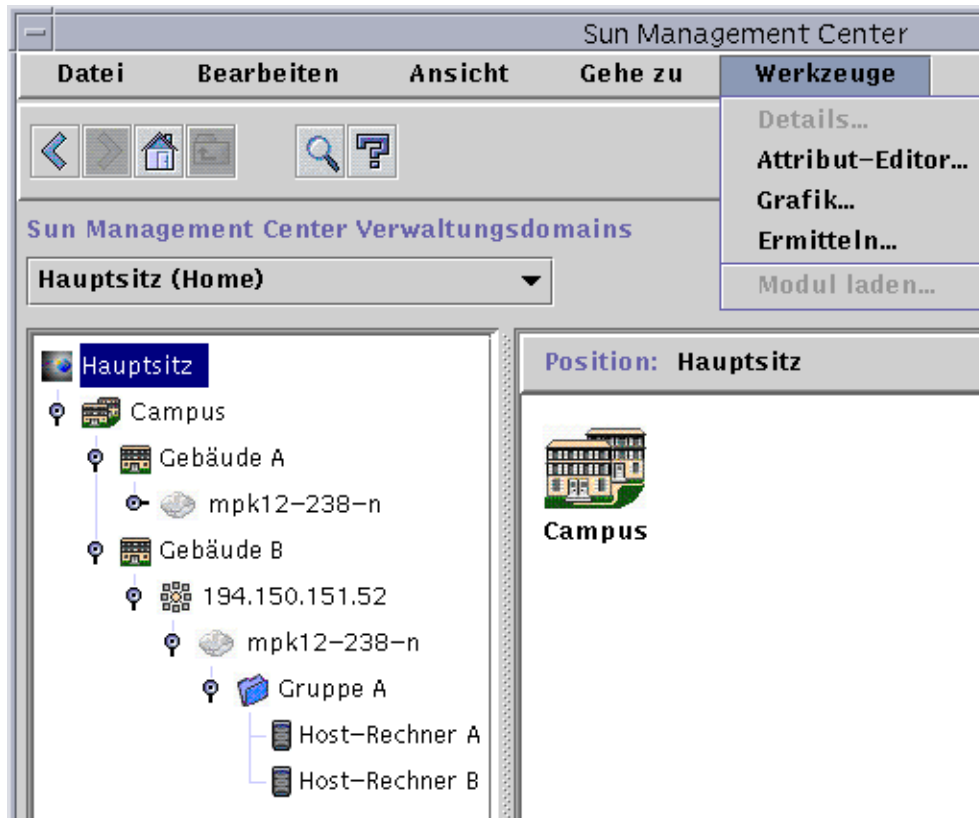 Sun Management Center
Datei Bearbeiten Ansicht Gehe zu Werkzeuge
Details...
Attribut-Editor...
Grafik...
Ermitteln...
Modul laden...
Sun Management Center Verwaltungsdomains
Hauptsitz (Home)
Hauptsitz
Campus
Gebäude A
mpk12-238-n
Gebäude B
194.150.151.52
mpk12-238-n
Gruppe A
Host-Rechner A
Host-Rechner B
Position: Hauptsitz
Campus